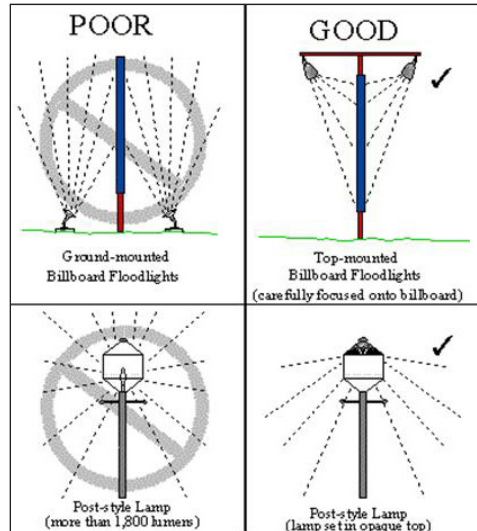 POOR
GOOD
Ground-mounted
Billboard Floodlights
Top-mounted
Billboard Floodlights
(carefully focused onto billboard)
Post-style Lamp
(more than 1,800 lumens)
Post-style Lamp
(lamp set in opaque top)